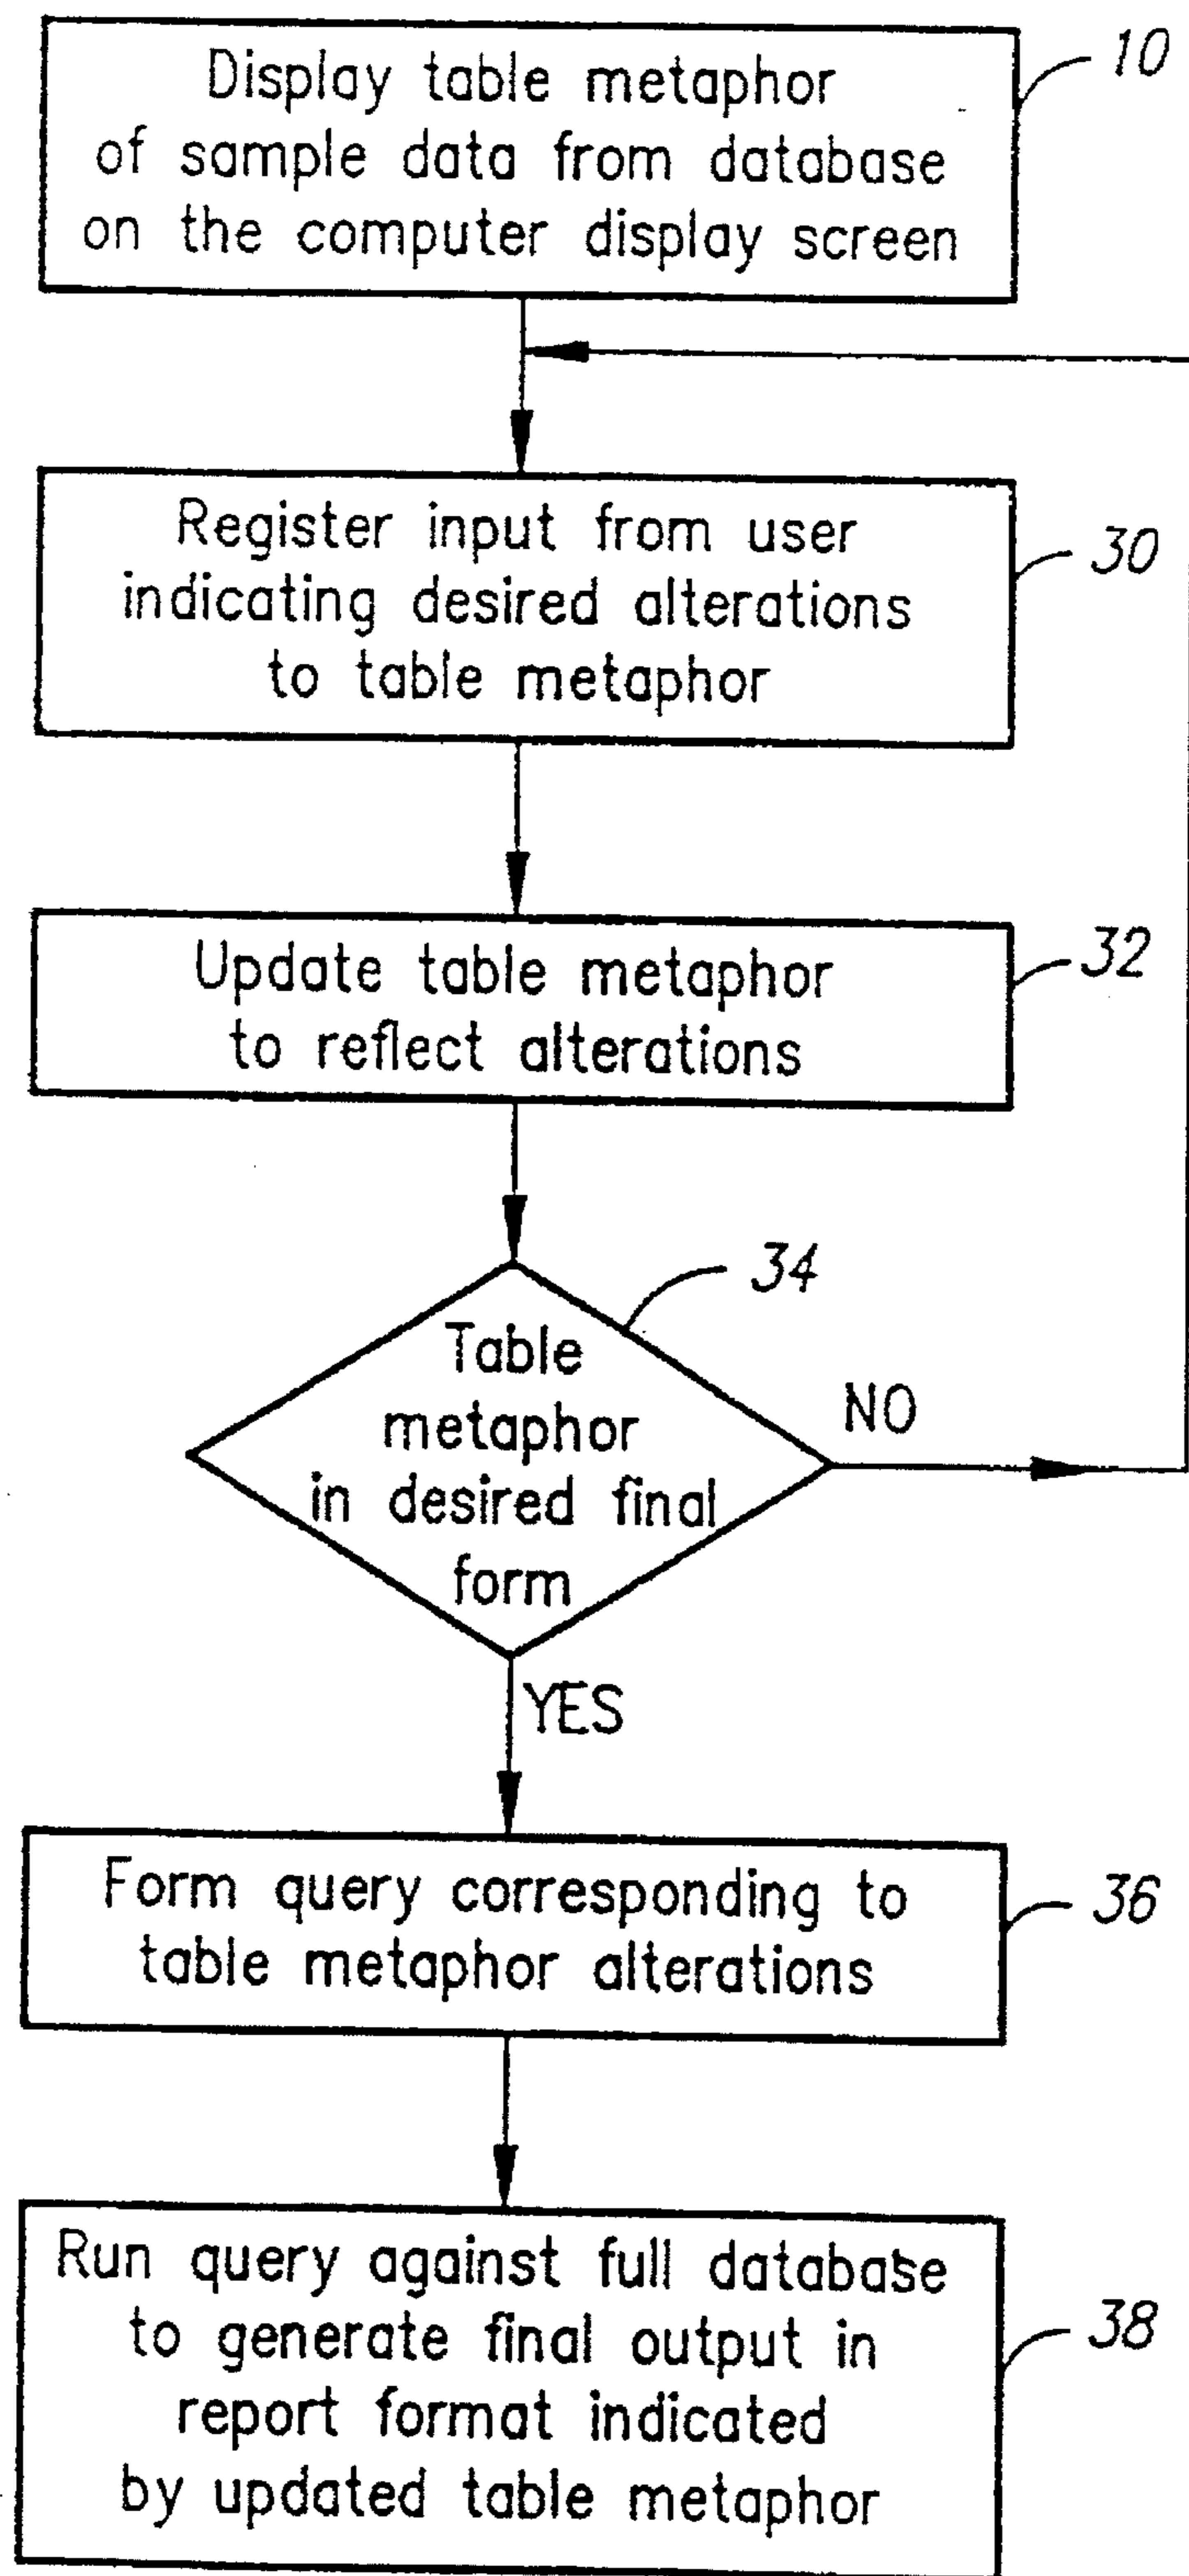 Display table metaphor
of sample data from database
on the computer display screen
10
Register input from user
indicating desired alterations
to table metaphor
30
Update table metaphor
to reflect alterations
32
34
Table
metaphor
in desired final
form
NO
YES
Form query corresponding to
table metaphor alterations
36
Run query against full database
to generate final output in
report format indicated
by updated table metaphor
38